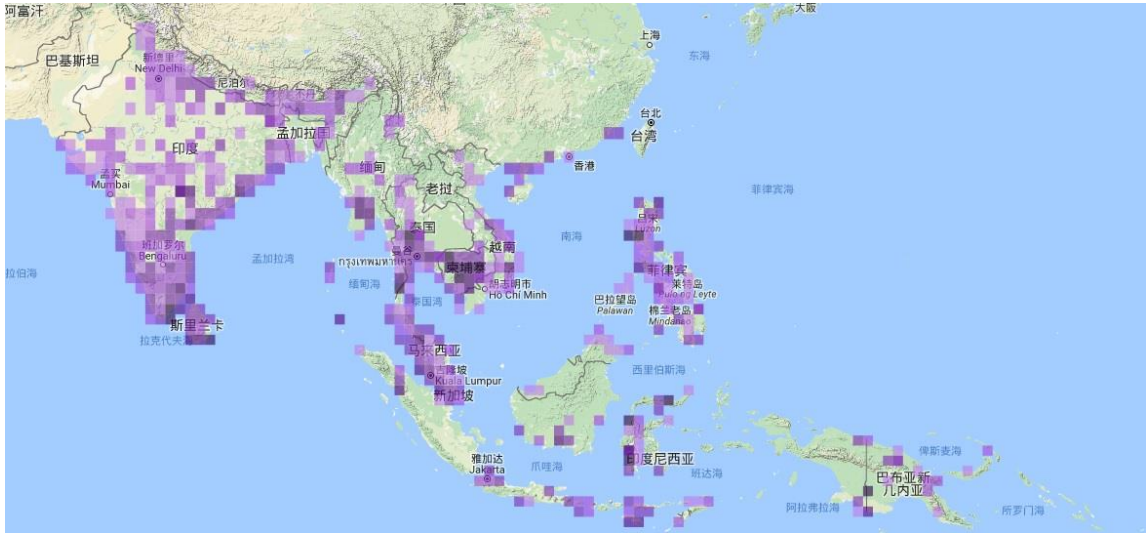 阿富汗
大阪
上海
巴基斯坦
东海
新德里
New Delhi
尼泊尔
不丹
台北
孟加拉国
台湾
印度
香港
缅甸
孟买
Mumbai
老挝
菲律宾海
吕宋
Luzon
泰国
班加罗尔
Bengaluru
越南
南海
曼谷
孟加拉湾
กรุงเทพมหานคร
柬埔寨
菲律宾
拉伯海
缅甸海
胡志明市
Hồ Chí Minh
莱特岛
Pulo ng Leyte
巴拉望岛
Palawan
泰国湾
棉兰老岛
Mindanao
斯里兰卡
拉克代夫海
马来西亚
吉隆坡
Kuala Lumpur
西里伯斯海
新加坡
雅加达
Jakarta
爪哇海
印度尼西亚
班达海
俾斯麦海
巴布亚新
几内亚
阿拉弗拉海
所罗门海